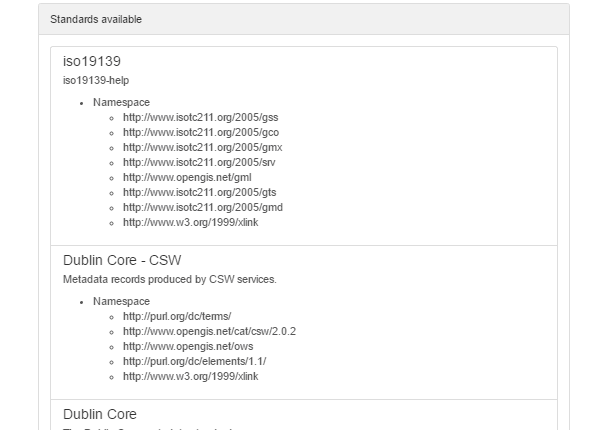 Standards available
iso19139
iso19139-help
Namespace
http://www.isotc211.org/2005/gss
http://www.isotc211.org/2005/gco
http://www.isotc211.org/2005/gmx
http://www.isotc211.org/2005/srv
http://www.opengis.net/gml
http://www.isotc211.org/2005/gts
http://www.isotc211.org/2005/gmd
http://www.w3.org/1999/xlink
Dublin Core - CSW
Metadata records produced by CSW services.
Namespace
http://purl.org/dc/terms/
http://www.opengis.net/cat/csw/2.0.2
http://www.opengis.net/ows
http://purl.org/dc/elements/1.1/
http://www.w3.org/1999/xlink
Dublin Core